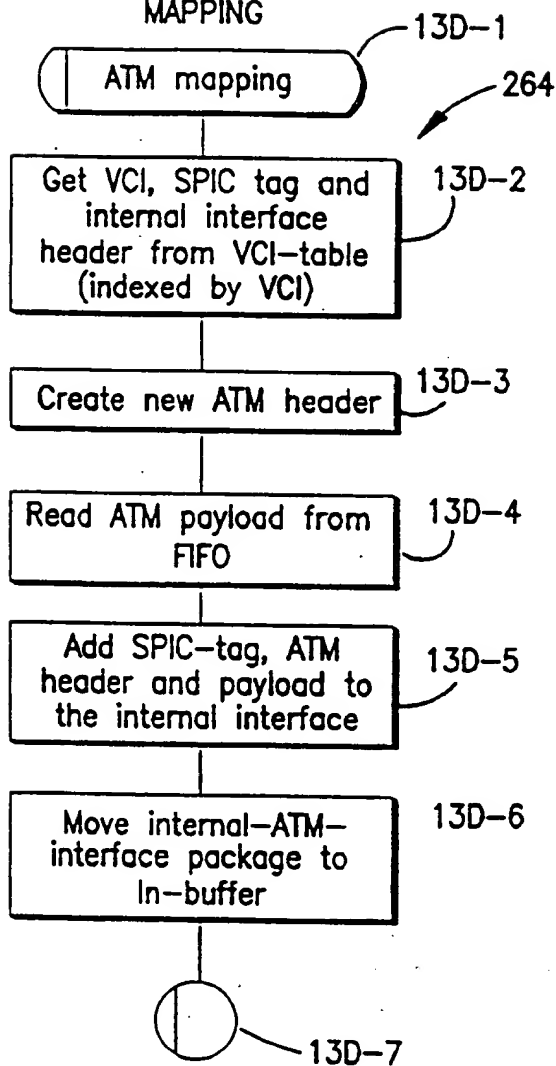 MAPPING
13D-1
ATM mapping
264
Get VCI, SPIC tag and
internal interface
header from VCI-table
(indexed by VCI)
13D-2
Create new ATM header
13D-3
Read ATM payload from
FIFO
13D-4
Add SPIC-tag, ATM
header and payload to
the internal interface
13D-5
Move internal-ATM-
interface package to
In-buffer
13D-6
13D-7